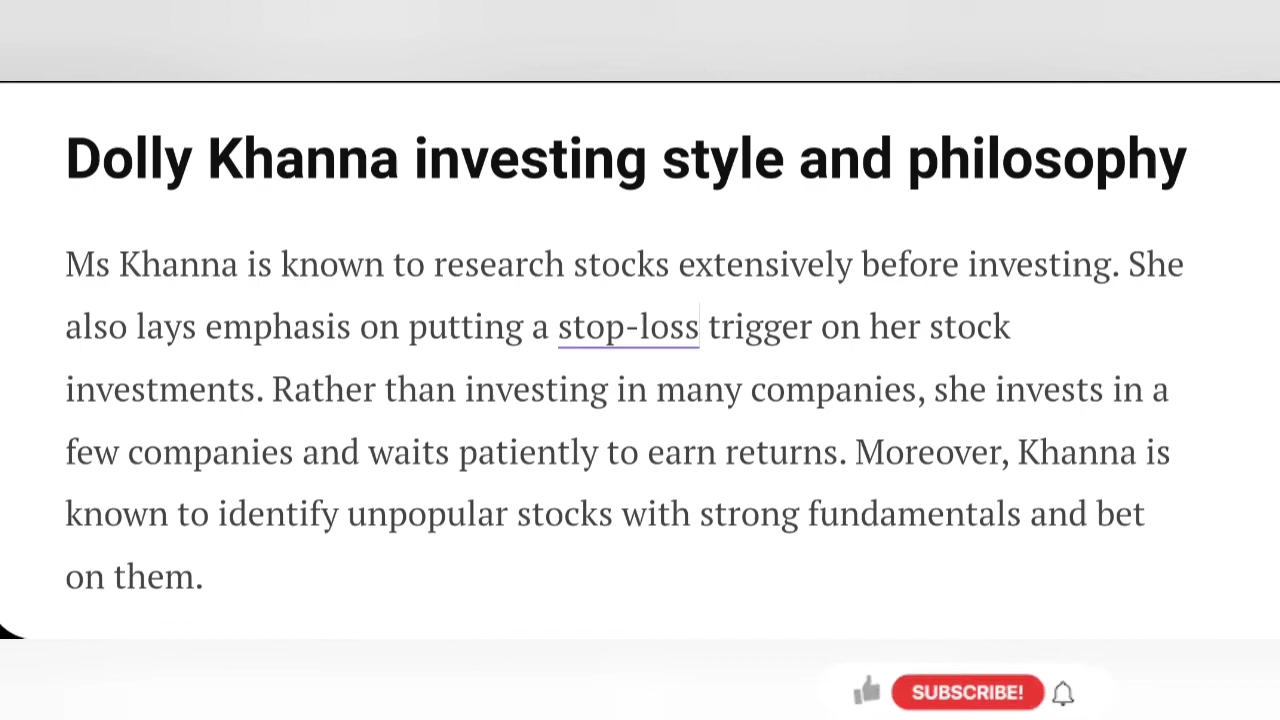 Dolly Khanna investing style and philosophy
Ms Khanna is known to research stocks extensively before investing. She
also lays emphasis on putting a stop-loss trigger on her stock
investments. Rather than investing in many companies, she invests in a
few companies and waits patiently to earn returns. Moreover, Khanna is
known to identify unpopular stocks with strong fundamentals and bet
on them.
SUBSCRIBE!